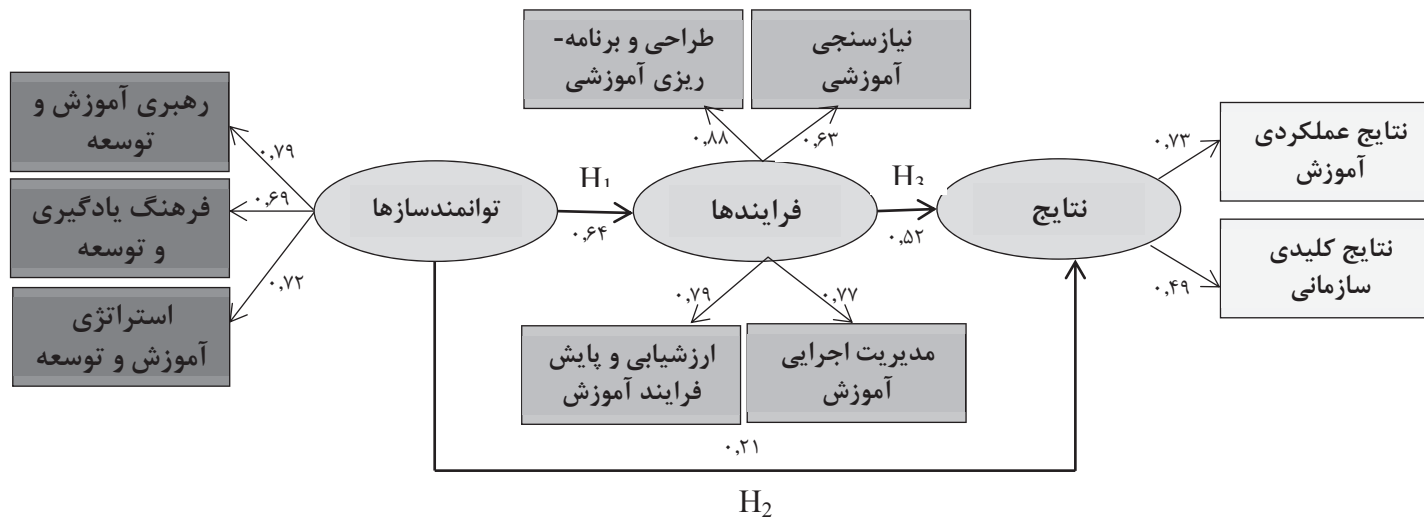 طراحی و برنامه-
ریزی آموزشی
نیازسنجی
آموزشی
رهبری آموزش و
توسعه
فرهنگ یادگیری
و توسعه
استراتژی
آموزش و توسعه
۰,۷۹
۰,۶۹
۰,۷۲
توانمندسازها
H1
۰,۶۴
۰,۸۸
۰,۶۳
فرایندها
۰,۷۹
۰,۷۷
ارزشیابی و پایش
فرایند آموزش
مدیریت اجرایی
آموزش
H3
۰,۵۲
نتایج
۰,۷۳
۰,۴۹
نتایج عملکردی
آموزش
نتایج کلیدی
سازمانی
۰,۲۱
H2